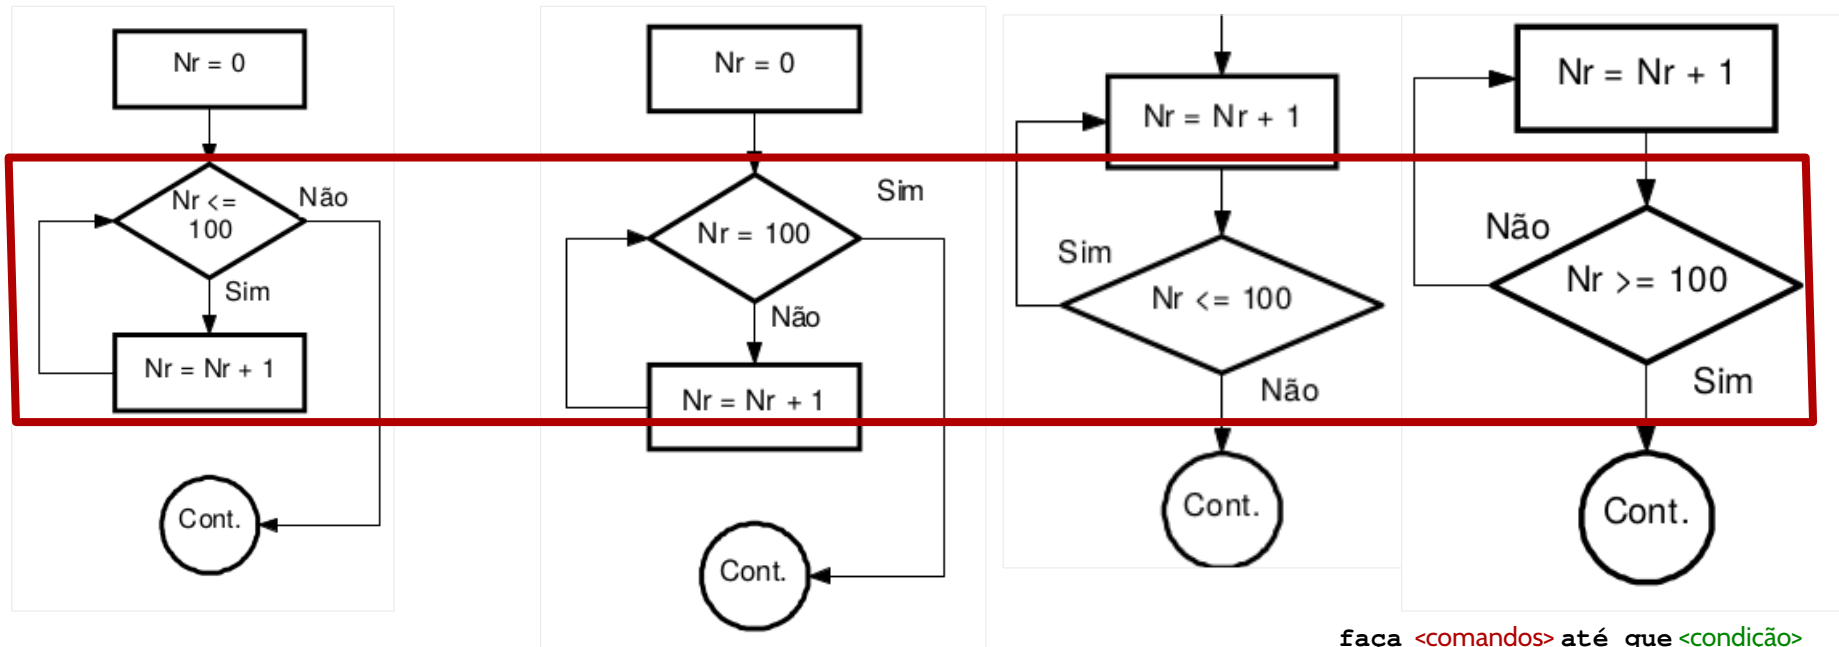 Nr = 0
Nr <=
100
Não
Sim
Nr = Nr + 1
Cont.
Nr = 0
Sim
Nr = 100
Não
Nr = Nr + 1
Cont.
Nr = Nr + 1
Sim
Nr <= 100
Não
Cont.
Nr = Nr + 1
Não
Nr >= 100
Sim
Cont.
faça <comandos> até que <condição>